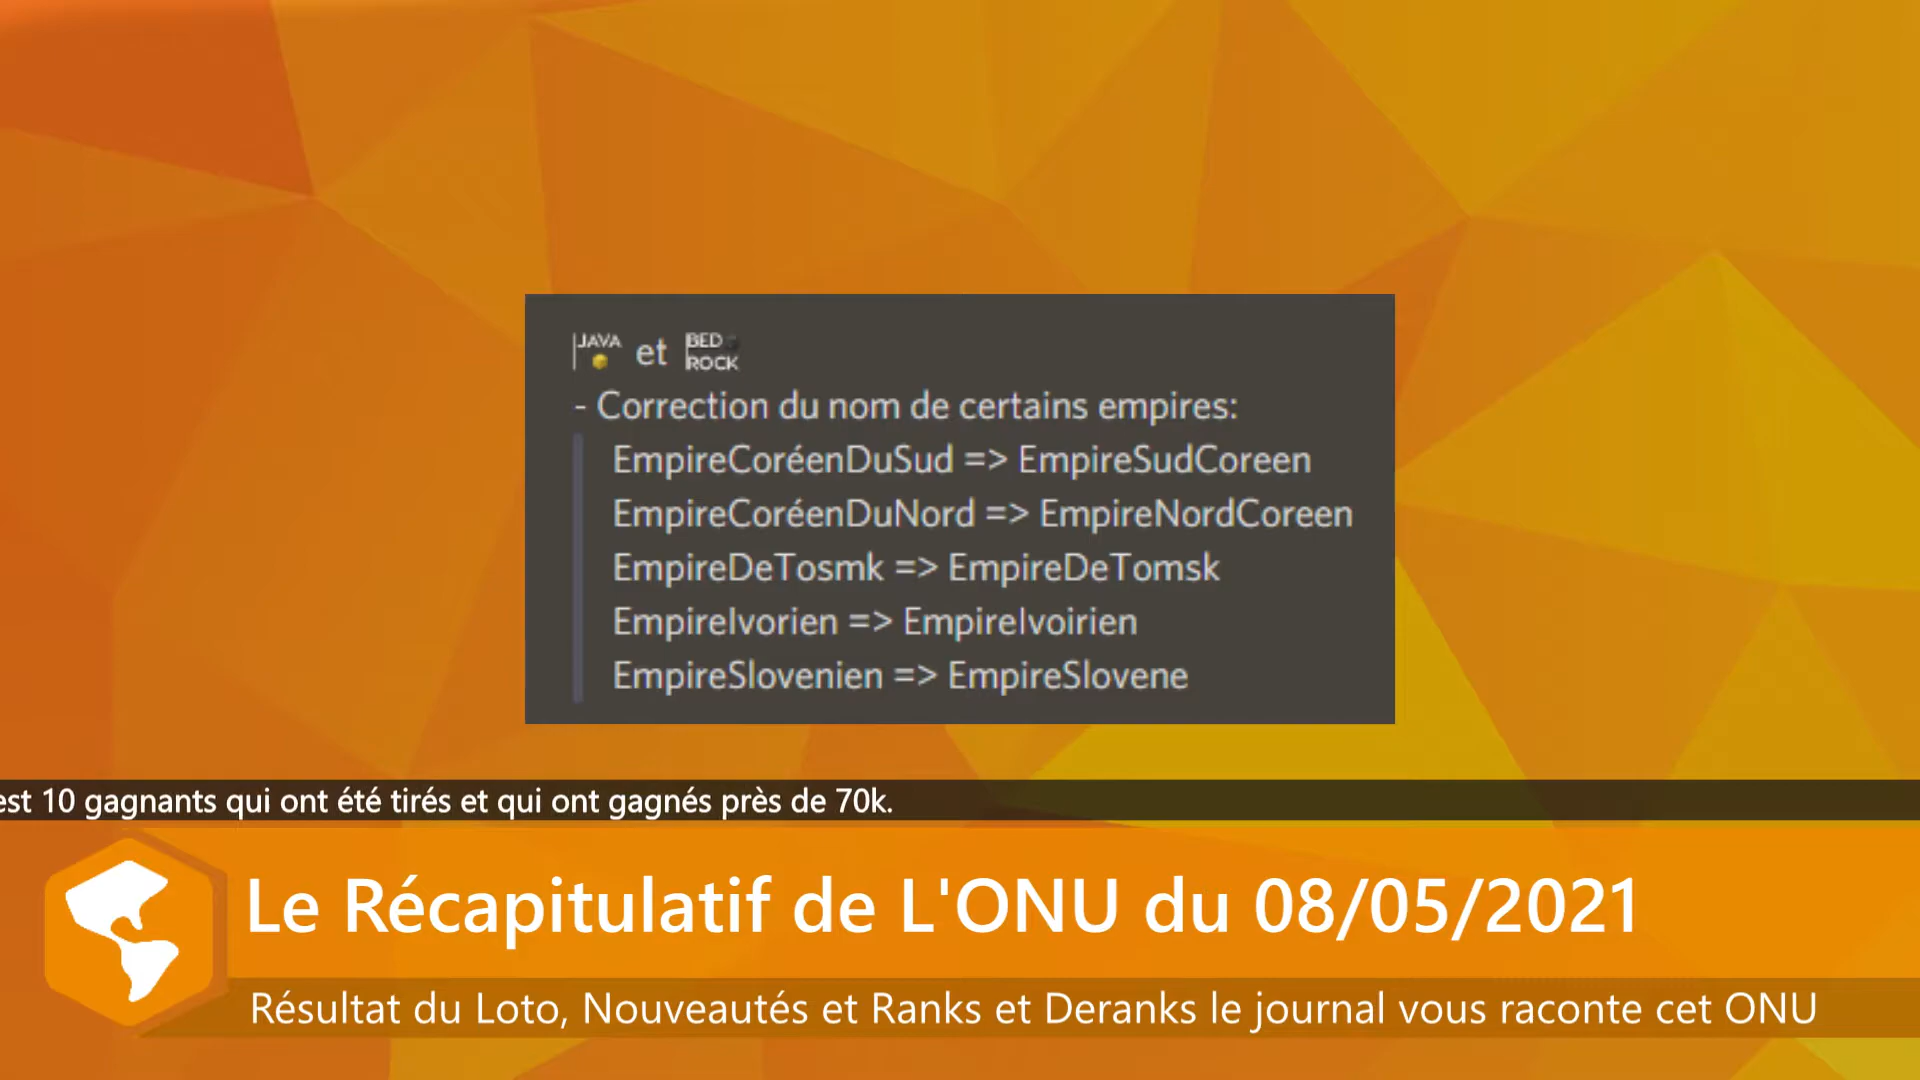 JAVA et BED ROCK
- Correction du nom de certains empires:
EmpireCoréenDuSud => EmpireSudCoreen
EmpireCoréenDuNord => EmpireNordCoreen
EmpireDeTosmk => EmpireDeTomsk
EmpireIvorien => EmpireIvoirien
EmpireSlovenien => EmpireSlovene
est 10 gagnants qui ont été tirés et qui ont gagnés près de 70k.
Le Récapitulatif de L'ONU du 08/05/2021
Résultat du Loto, Nouveautés et Ranks et Deranks le journal vous raconte cet ONU